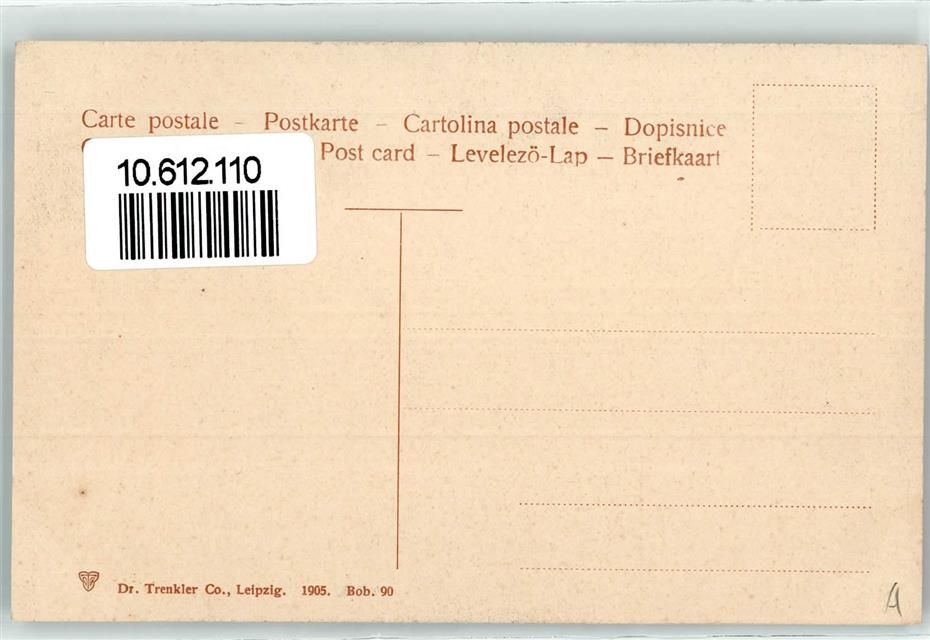 Carte postale – Postkarte – Cartolina postale – Dopisnice
Post card – Levelező-Lap – Briefkaart
10.612.110
Dr. Trenkler Co., Leipzig. 1905. Bob. 90